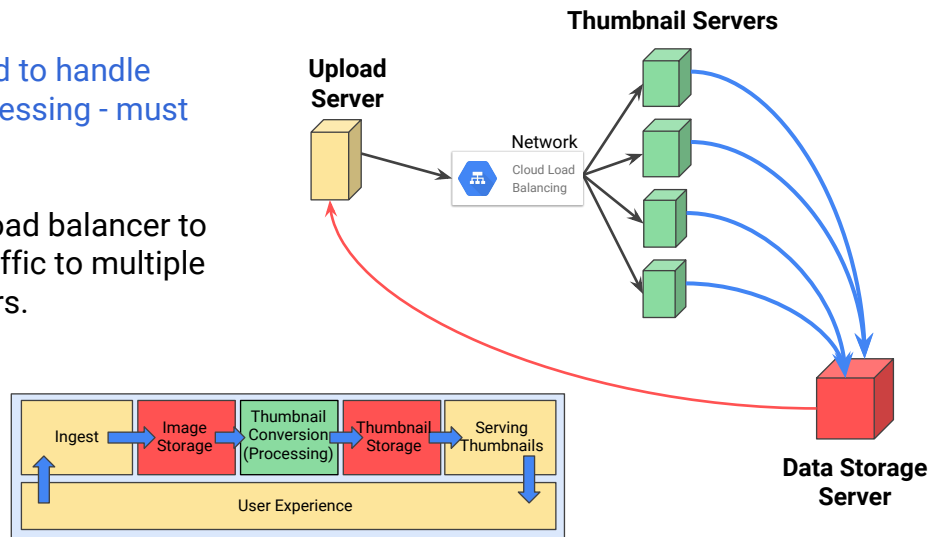 Thumbnail Servers
d to handle
essing - must
Upload
Server
Network
Cloud Load
Balancing
oad balancer to
ffic to multiple
rs.
Ingest
Image
Storage
Thumbnail
Conversion
(Processing)
Thumbnail
Storage
Serving
Thumbnails
User Experience
Data Storage
Server